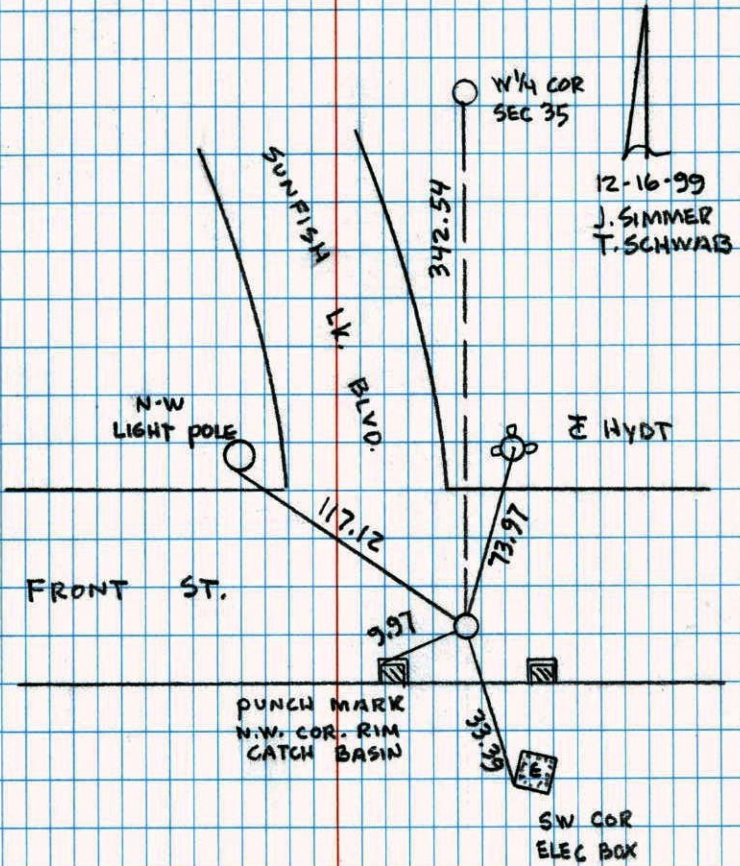 W 1/4 COR
SEC 35
12-16-99
J. SIMMER
T. SCHWAB
342.54
SUNFISH LK. BLVD.
N-W
LIGHT POLE
℄ HYDT
117.12
73.97
FRONT ST.
9.97
PUNCH MARK
N.W. COR. RIM
CATCH BASIN
33.39
E
SW COR
ELEC BOX